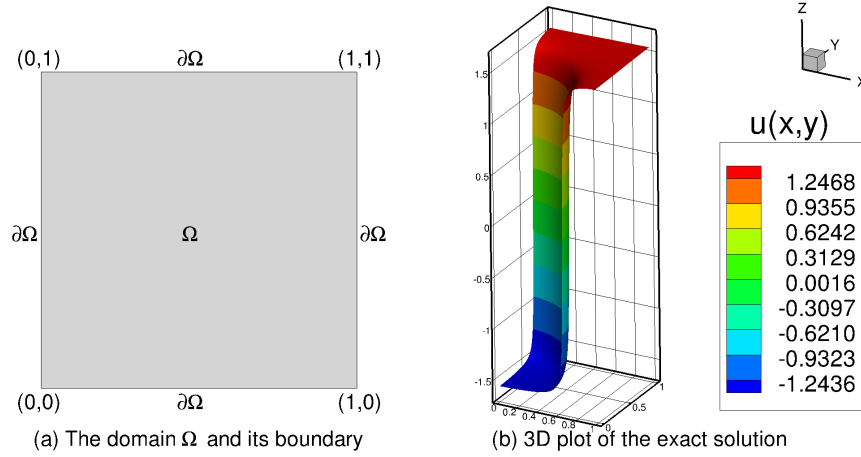 (0,1)
∂Ω
(1,1)
∂Ω
Ω
∂Ω
(0,0)
∂Ω
(1,0)
(a) The domain Ω and its boundary
1.5
1
0.5
0
-0.5
-1
-1.5
0 0.2 0.4 0.6 0.8 1
0
0.5
1
(b) 3D plot of the exact solution
Z
Y
X
u(x,y)
1.2468
0.9355
0.6242
0.3129
0.0016
-0.3097
-0.6210
-0.9323
-1.2436